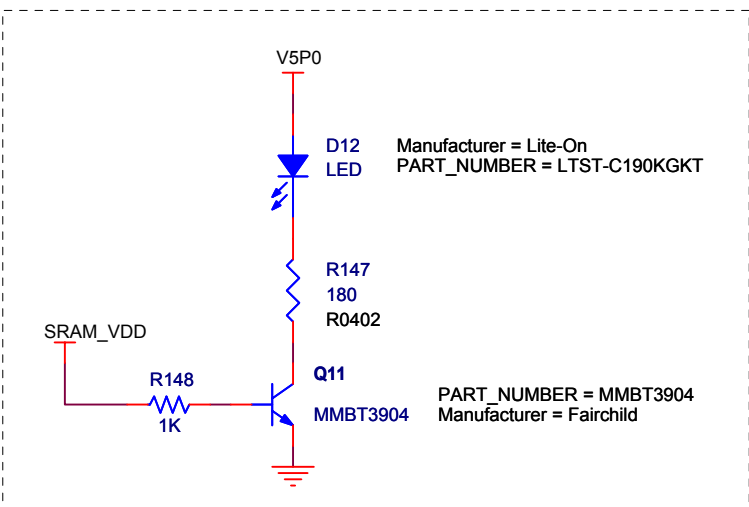 V5P0
D12
LED
Manufacturer = Lite-On
PART_NUMBER = LTST-C190KGKT
R147
180
R0402
SRAM_VDD
R148
1K
Q11
MMBT3904
PART_NUMBER = MMBT3904
Manufacturer = Fairchild